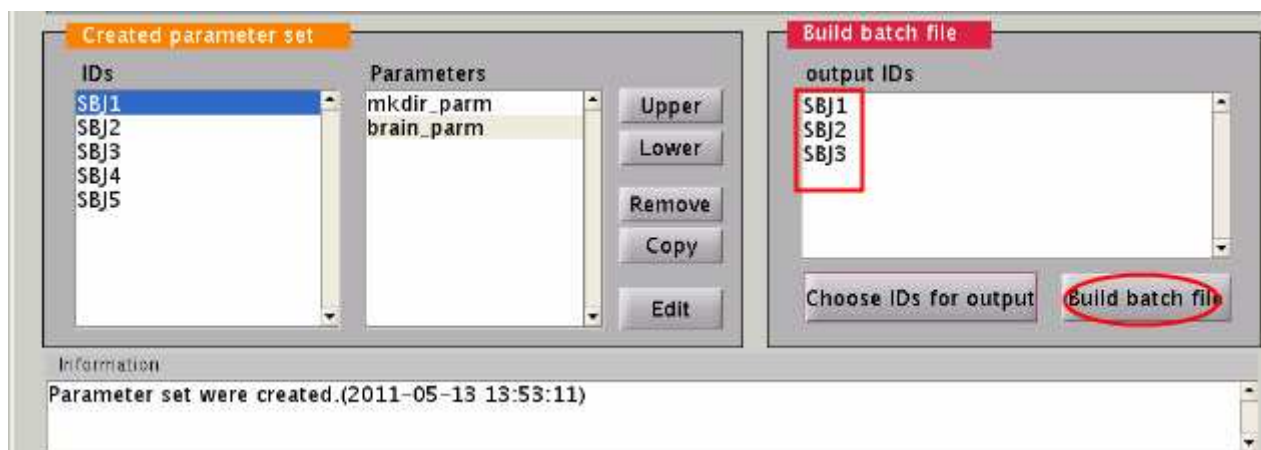 Created parameter set
IDs
SBJ1
SBJ2
SBJ3
SBJ4
SBJ5
Parameters
mkdir_parm
brain_parm
Upper
Lower
Remove
Copy
Edit
Build batch file
output IDs
SBJ1
SBJ2
SBJ3
Choose IDs for output
Build batch file
Information
Parameter set were created.(2011-05-13 13:53:11)